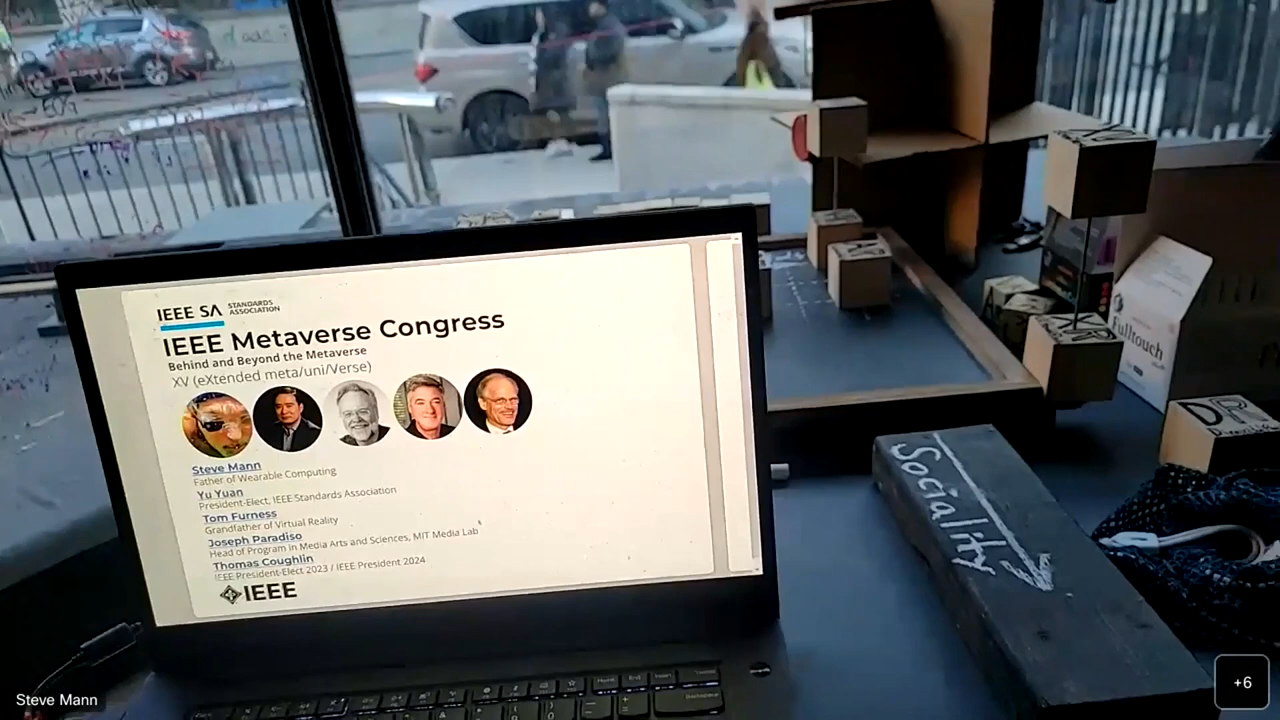 IEEE SA STANDARDS ASSOCIATION
IEEE Metaverse Congress
Behind and Beyond the Metaverse
XV (eXtended meta/uni/Verse)
Steve Mann
Father of Wearable Computing
Yu Yuan
President-Elect, IEEE Standards Association
Tom Furness
Grandfather of Virtual Reality
Joseph Paradiso
Head of Program in Media Arts and Sciences, MIT Media Lab
Thomas Coughlin
IEEE President-Elect 2023 / IEEE President 2024
IEEE
Sociality
Fulltouch
DP
Steve Mann
+6